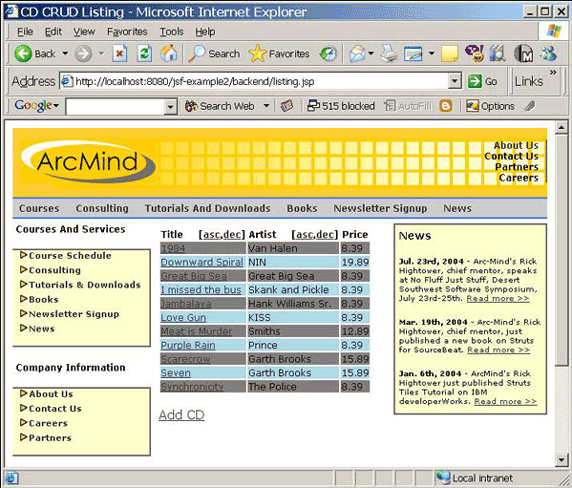 CD CRUD Listing - Microsoft Internet Explorer
File Edit View Favorites Tools Help
Back Search Favorites
Address http://localhost:8080/jsf-example2/backend/listing.jsp Go Links »
Google Search Web 515 blocked AutoFill Options
ArcMind
About Us
Contact Us
Partners
Careers
Courses Consulting Tutorials And Downloads Books Newsletter Signup News
Courses And Services
Course Schedule
Consulting
Tutorials & Downloads
Books
Newsletter Signup
News
Company Information
About Us
Contact Us
Careers
Partners
Title [asc,dec] Artist [asc,dec] Price
1984 Van Halen 8.39
Downward Spiral NIN 19.89
Great Big Sea Great Big Sea 8.39
I missed the bus Skank and Pickle 8.39
Jambalaya Hank Williams Sr. 8.39
Love Gun KISS 8.39
Meat is Murder Smiths 12.89
Purple Rain Prince 8.39
Scarecrow Garth Brooks 15.89
Seven Garth Brooks 15.89
Synchronicity The Police 8.39
Add CD
News
Jul. 23rd, 2004 - Arc-Mind's Rick
Hightower, chief mentor, speaks
at No Fluff Just Stuff, Desert
Southwest Software Symposium,
July 23rd-25th. Read more >>
Mar. 19th, 2004 - Arc-Mind's Rick
Hightower, chief mentor, just
published a new book on Struts
for SourceBeat. Read more >>
Jan. 6th, 2004 - Arc-Mind's Rick
Hightower just published Struts
Tiles Tutorial on IBM
developerWorks. Read more >>
Local intranet